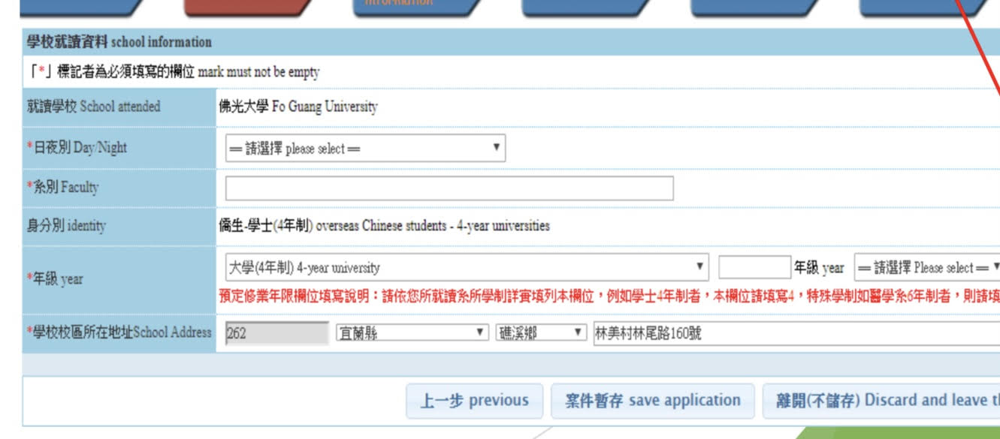 information
學校就讀資料 school information
「*」標記者為必須填寫的欄位 mark must not be empty
就讀學校 School attended 佛光大學 Fo Guang University
*日夜別 Day/Night ═ 請選擇 please select ═
*系別 Faculty
身分別 identity 僑生-學士(4年制) overseas Chinese students - 4-year universities
*年級 year 大學(4年制) 4-year university 年級 year ═ 請選擇 Please select ═
預定修業年限欄位填寫說明：請依您所就讀系所學制詳實填列本欄位，例如學士4年制者，本欄位請填寫4，特殊學制如醫學系6年制者，則請填
*學校校區所在地址School Address 262 宜蘭縣 礁溪鄉 林美村林尾路160號
上一步 previous 案件暫存 save application 離開(不儲存) Discard and leave